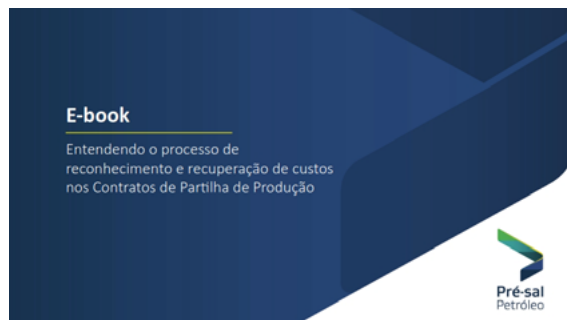 E-book
Entendendo o processo de
reconhecimento e recuperação de custos
nos Contratos de Partilha de Produção
Pré-sal
Petróleo